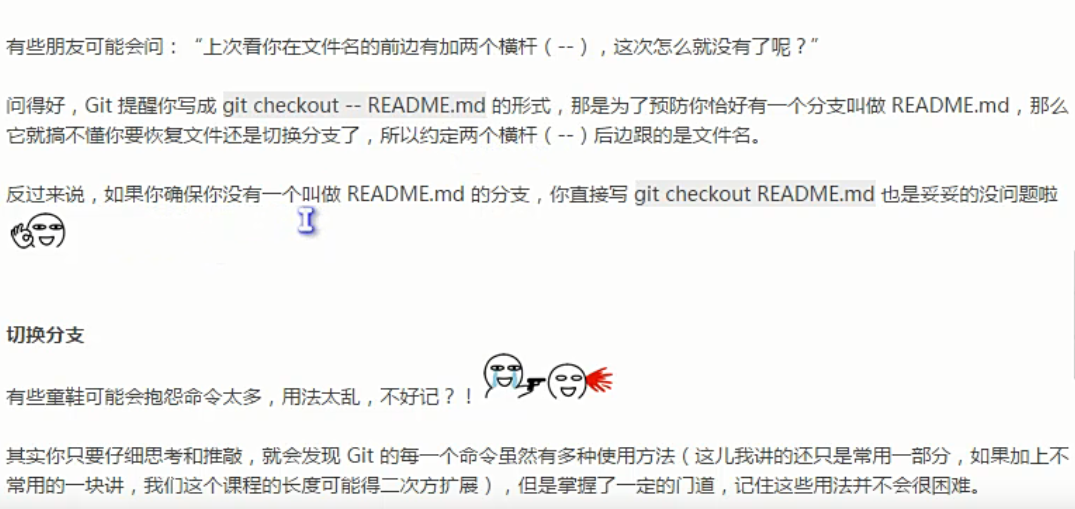 有些朋友可能会问：“上次看你在文件名的前边有加两个横杆（--），这次怎么就没有了呢？”
问得好，Git 提醒你写成 git checkout -- README.md 的形式，那是为了预防你恰好有一个分支叫做 README.md，那么
它就搞不懂你要恢复文件还是切换分支了，所以约定两个横杆（--）后边跟的是文件名。
反过来说，如果你确保你没有一个叫做 README.md 的分支，你直接写 git checkout README.md 也是妥妥的没问题啦
切换分支
有些童鞋可能会抱怨命令太多，用法太乱，不好记？！
其实你只要仔细思考和推敲，就会发现 Git 的每一个命令虽然有多种使用方法（这儿我讲的还只是常用一部分，如果加上不
常用的一块讲，我们这个课程的长度可能得二次方扩展），但是掌握了一定的门道，记住这些用法并不会很困难。